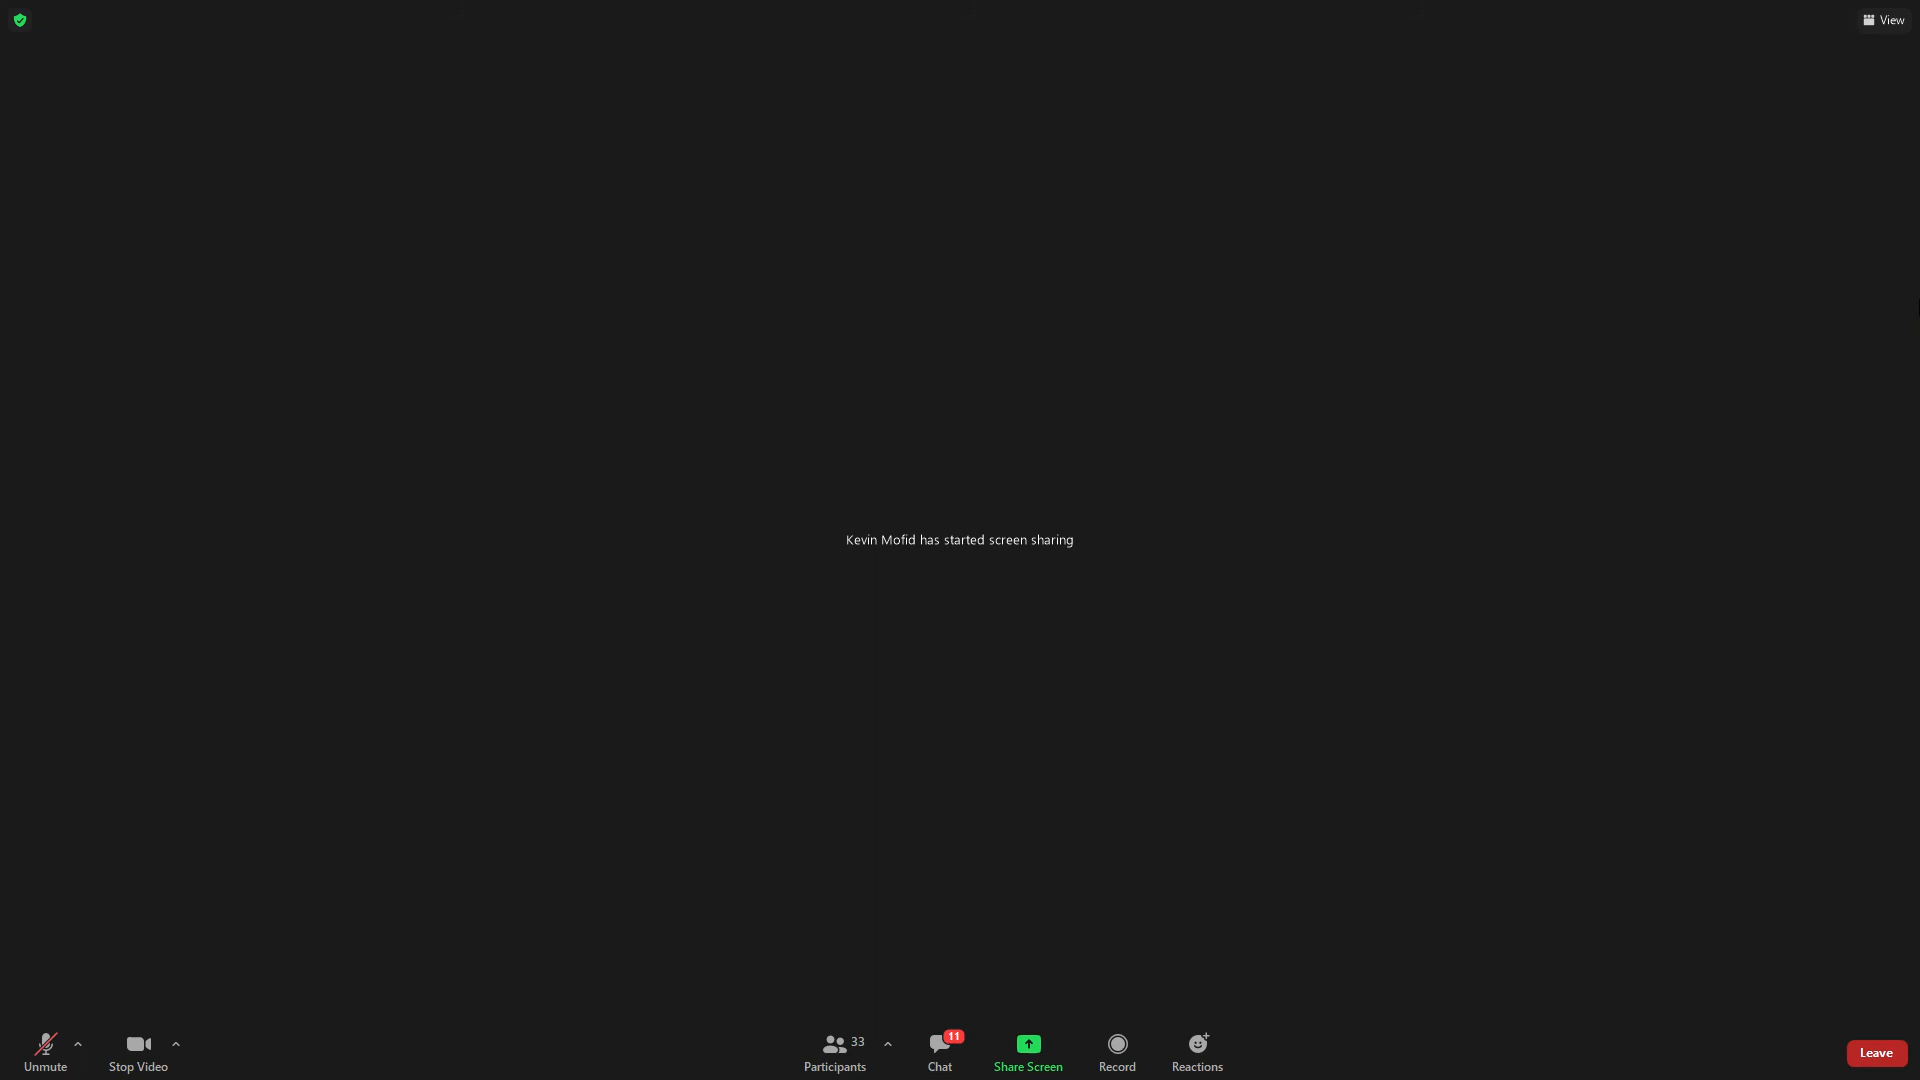 View
Kevin Mofid has started screen sharing
33
11
Unmute
Stop Video
Participants
Chat
Share Screen
Record
Reactions
Leave